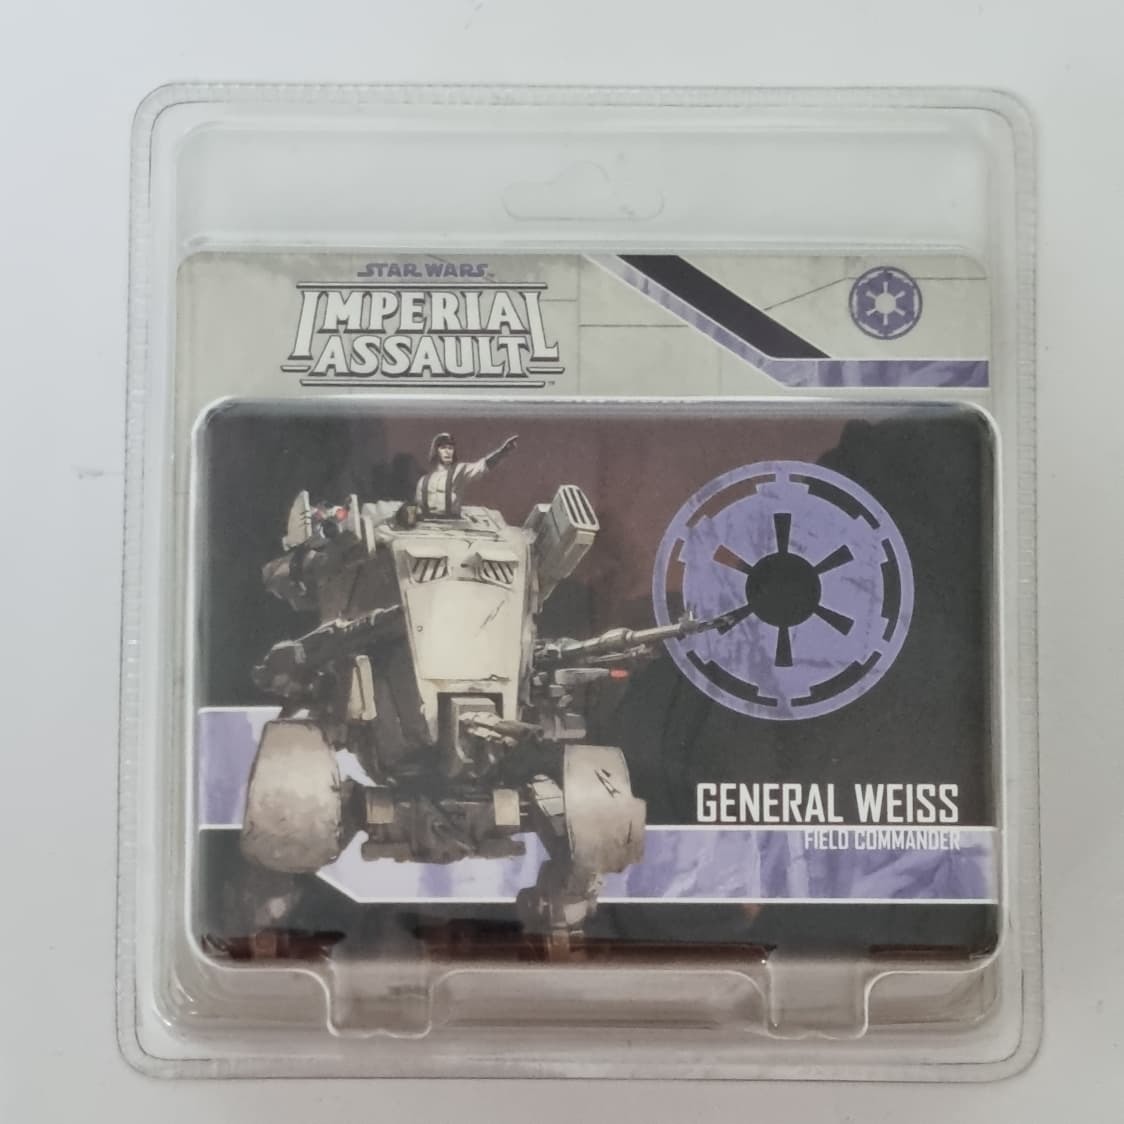 STAR WARS
IMPERIAL
ASSAULT
GENERAL WEISS
FIELD COMMANDER